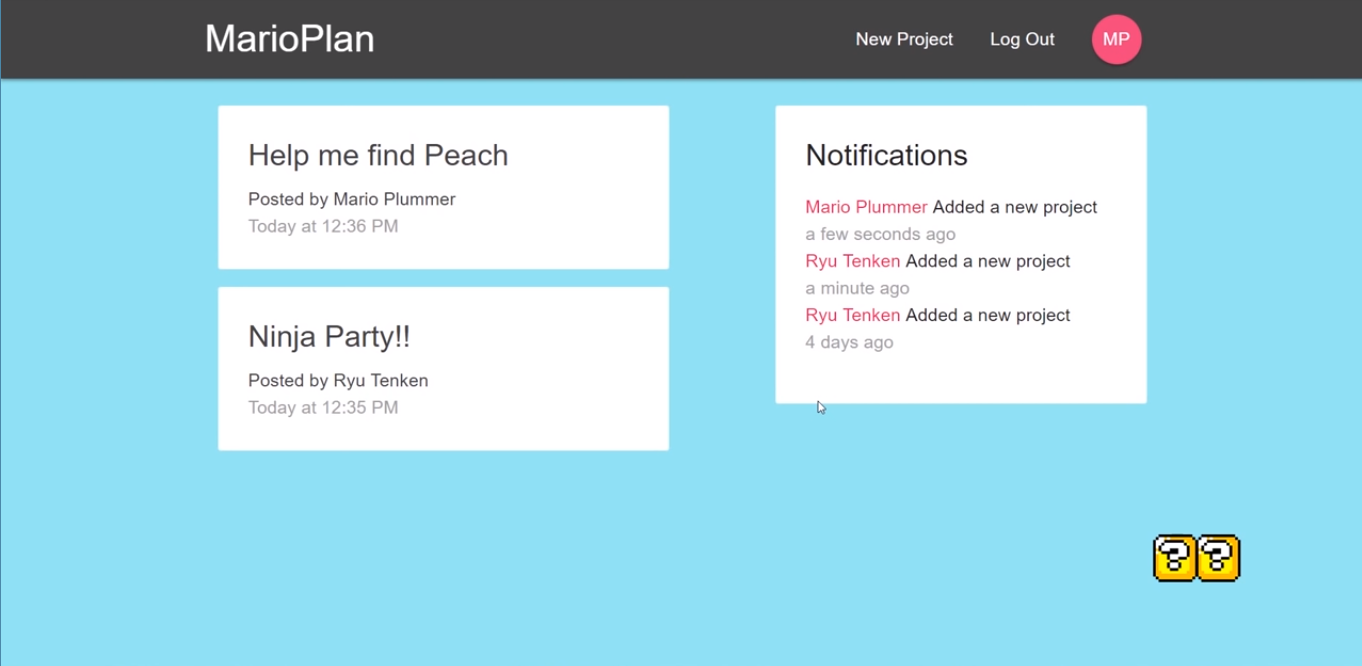 MarioPlan
New Project
Log Out
MP
Help me find Peach
Posted by Mario Plummer
Today at 12:36 PM
Ninja Party!!
Posted by Ryu Tenken
Today at 12:35 PM
Notifications
Mario Plummer Added a new project
a few seconds ago
Ryu Tenken Added a new project
a minute ago
Ryu Tenken Added a new project
4 days ago
? ?